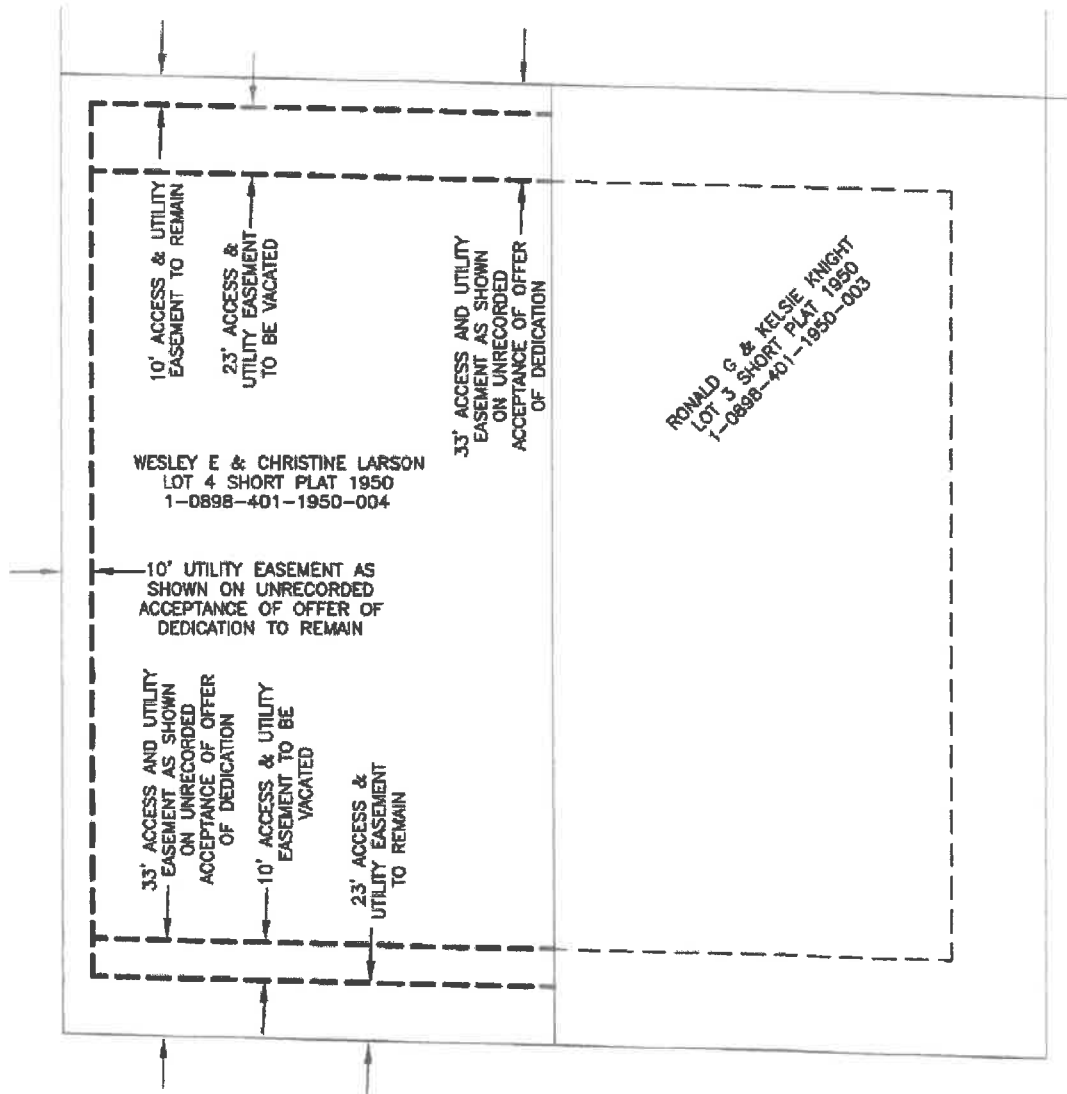 10' ACCESS & UTILITY
EASEMENT TO REMAIN
23' ACCESS &
UTILITY EASEMENT
TO BE VACATED
33' ACCESS AND UTILITY
EASEMENT AS SHOWN
ON UNRECORDED
ACCEPTANCE OF OFFER
OF DEDICATION
RONALD G & KELSIE KNIGHT
LOT 3 SHORT PLAT 1950
1-0898-401-1950-003
WESLEY E & CHRISTINE LARSON
LOT 4 SHORT PLAT 1950
1-0898-401-1950-004
10' UTILITY EASEMENT AS
SHOWN ON UNRECORDED
ACCEPTANCE OF OFFER OF
DEDICATION TO REMAIN
33' ACCESS AND UTILITY
EASEMENT AS SHOWN
ON UNRECORDED
ACCEPTANCE OF OFFER
OF DEDICATION
10' ACCESS & UTILITY
EASEMENT TO BE
VACATED
23' ACCESS &
UTILITY EASEMENT
TO REMAIN